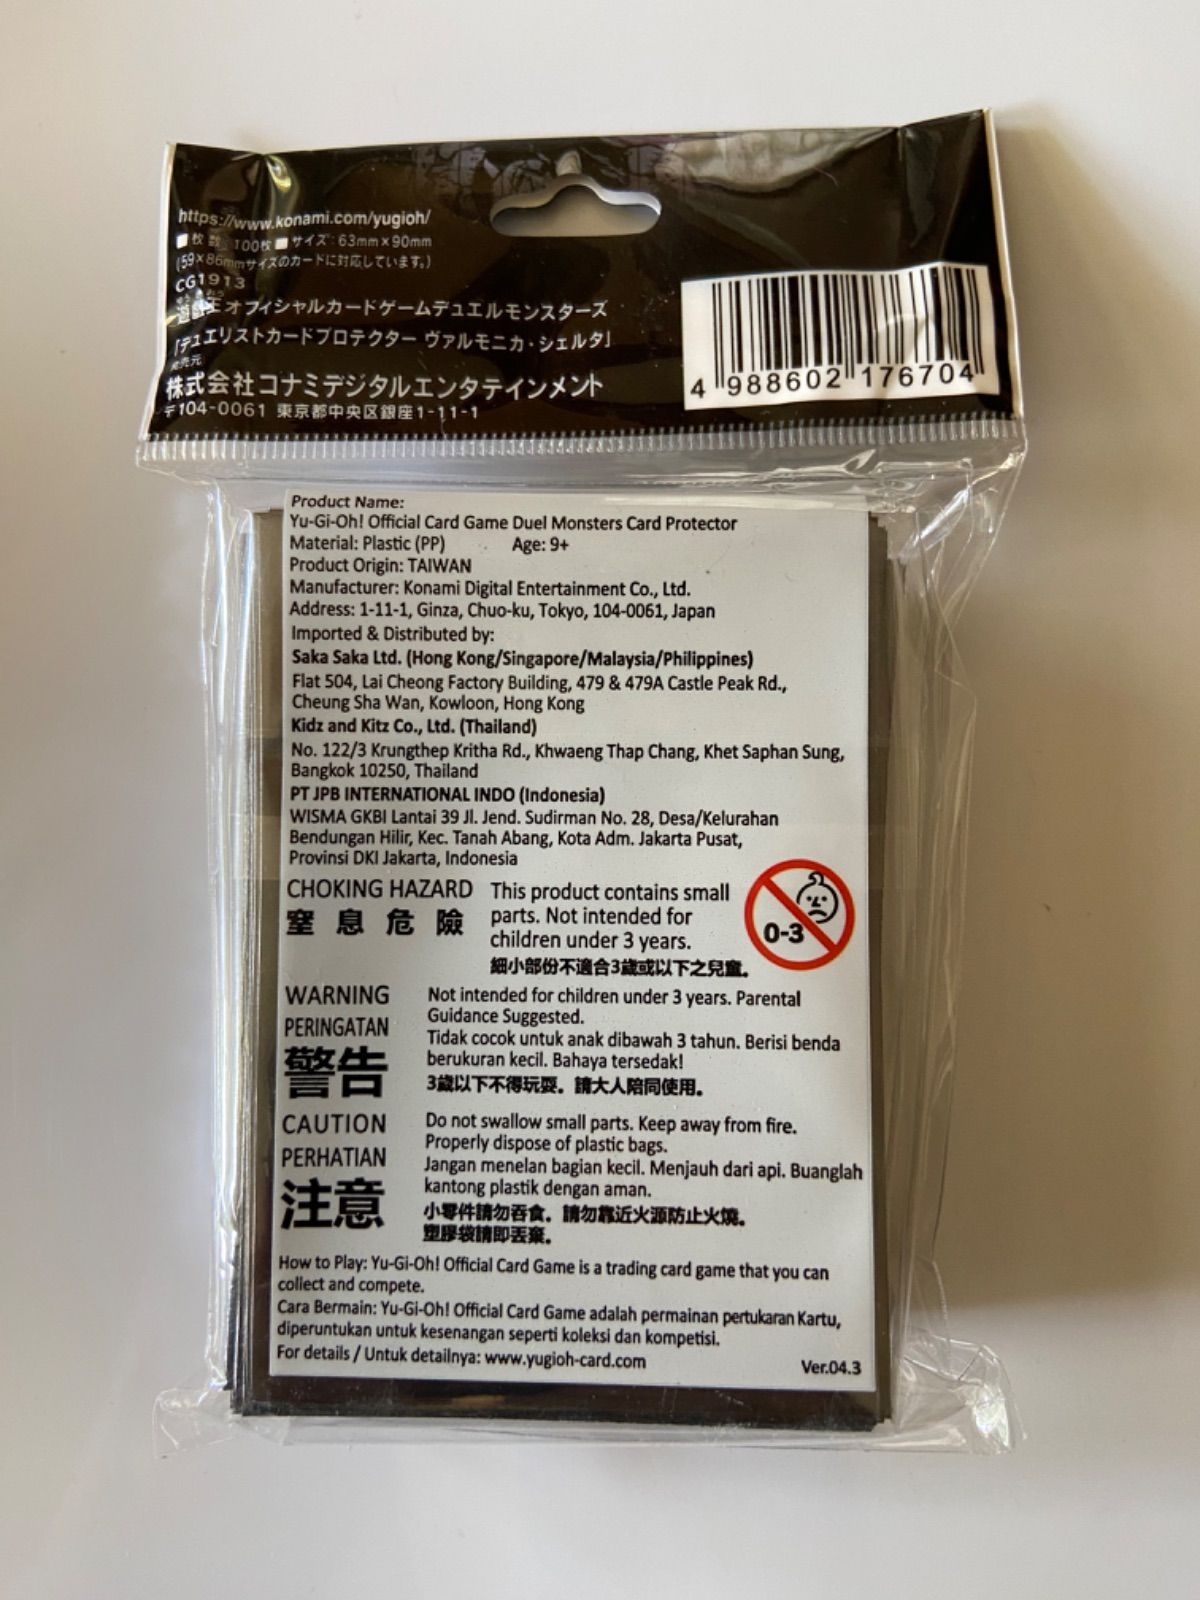 https://www.konami.com/yugioh/
■枚数：100枚 ■サイズ：63mm×90mm
(59×86mmサイズのカードに対応しています。)
CG1913
遊戯王オフィシャルカードゲームデュエルモンスターズ
「デュエリストカードプロテクター ヴァルモニカ・シェルタ」
発売元
株式会社コナミデジタルエンタテインメント
〒104-0061 東京都中央区銀座1-11-1
4 988602 176704
Product Name:
Yu-Gi-Oh! Official Card Game Duel Monsters Card Protector
Material: Plastic (PP) Age: 9+
Product Origin: TAIWAN
Manufacturer: Konami Digital Entertainment Co., Ltd.
Address: 1-11-1, Ginza, Chuo-ku, Tokyo, 104-0061, Japan
Imported & Distributed by:
Saka Saka Ltd. (Hong Kong/Singapore/Malaysia/Philippines)
Flat 504, Lai Cheong Factory Building, 479 & 479A Castle Peak Rd.,
Cheung Sha Wan, Kowloon, Hong Kong
Kidz and Kitz Co., Ltd. (Thailand)
No. 122/3 Krungthep Kritha Rd., Khwaeng Thap Chang, Khet Saphan Sung,
Bangkok 10250, Thailand
PT JPB INTERNATIONAL INDO (Indonesia)
WISMA GKBI Lantai 39 Jl. Jend. Sudirman No. 28, Desa/Kelurahan
Bendungan Hilir, Kec. Tanah Abang, Kota Adm. Jakarta Pusat,
Provinsi DKI Jakarta, Indonesia
CHOKING HAZARD
窒息危險
This product contains small
parts. Not intended for
children under 3 years.
細小部份不適合3歲或以下之兒童。
0-3
WARNING
PERINGATAN
警告
Not intended for children under 3 years. Parental
Guidance Suggested.
Tidak cocok untuk anak dibawah 3 tahun. Berisi benda
berukuran kecil. Bahaya tersedak!
3歲以下不得玩耍。請大人陪同使用。
CAUTION
PERHATIAN
注意
Do not swallow small parts. Keep away from fire.
Properly dispose of plastic bags.
Jangan menelan bagian kecil. Menjauh dari api. Buanglah
kantong plastik dengan aman.
小零件請勿吞食。請勿靠近火源防止火燒。
塑膠袋請即丟棄。
How to Play: Yu-Gi-Oh! Official Card Game is a trading card game that you can
collect and compete.
Cara Bermain: Yu-Gi-Oh! Official Card Game adalah permainan pertukaran Kartu,
diperuntukan untuk kesenangan seperti koleksi dan kompetisi.
For details / Untuk detailnya: www.yugioh-card.com
Ver.04.3